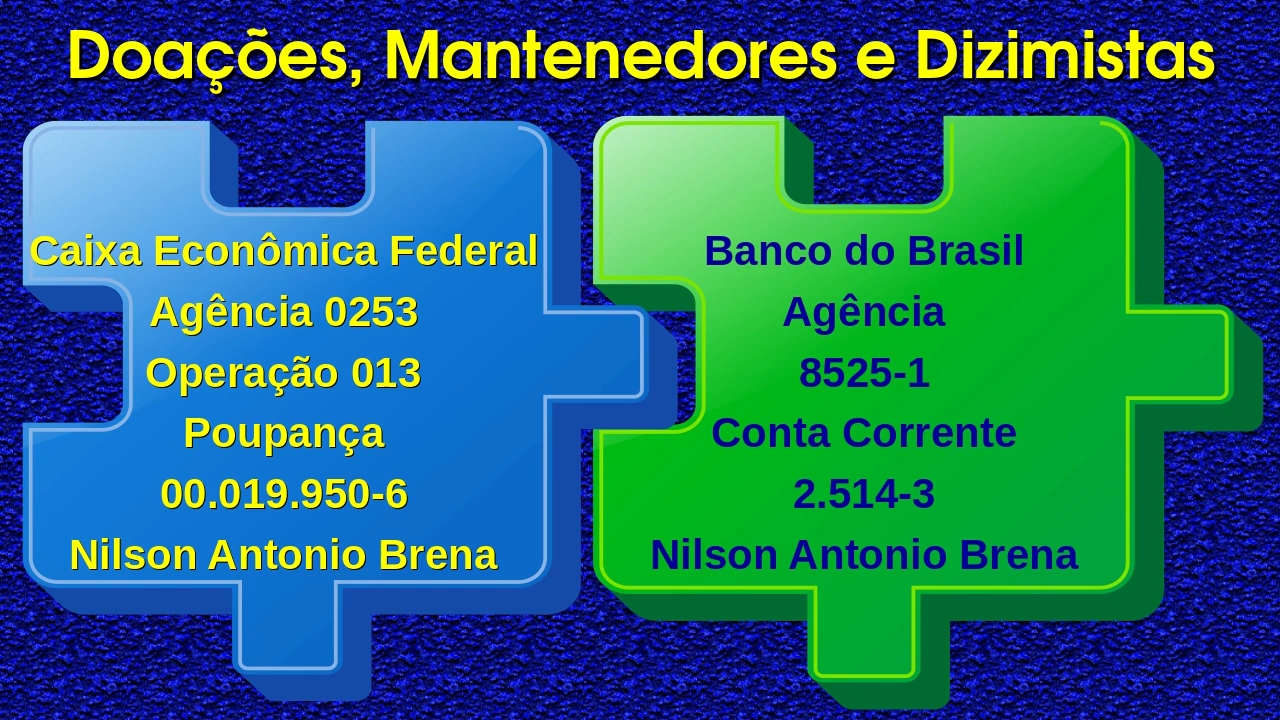 Doações, Mantenedores e Dizimistas
Caixa Econômica Federal
Agência 0253
Operação 013
Poupança
00.019.950-6
Nilson Antonio Brena
Banco do Brasil
Agência
8525-1
Conta Corrente
2.514-3
Nilson Antonio Brena